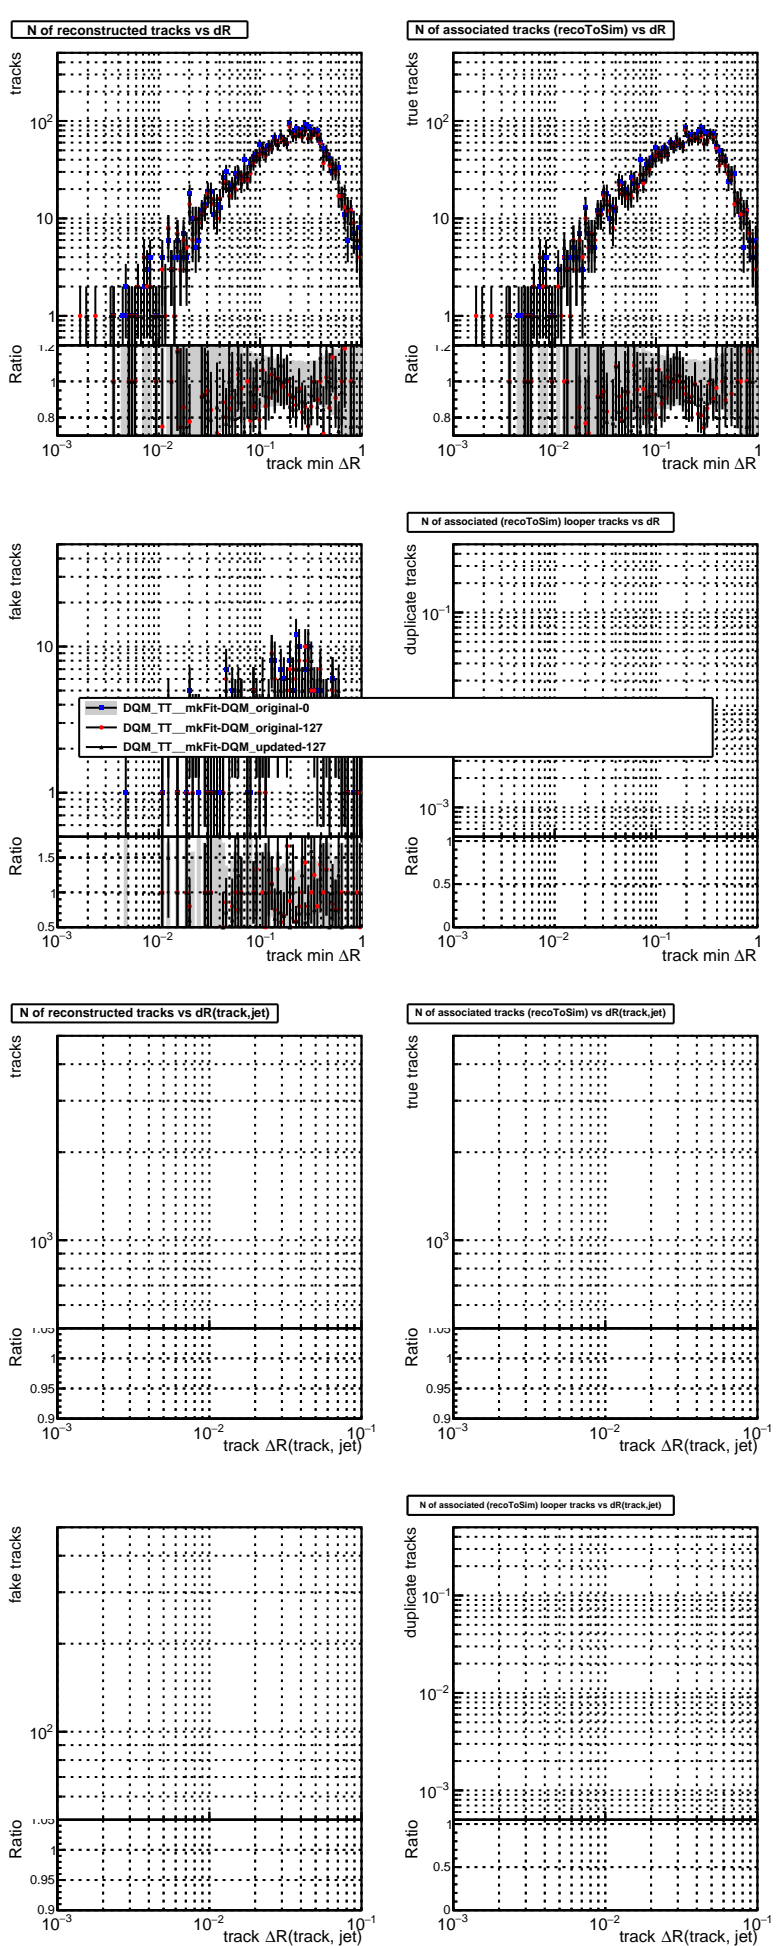 N of reconstructed tracks vs dR
tracks
10²
10
1
Ratio
1.2
1
0.8
10⁻³
10⁻²
10⁻¹
1
track min ΔR
N of associated tracks (recoToSim) vs dR
true tracks
10²
10
1
Ratio
1.2
1
0.8
10⁻³
10⁻²
10⁻¹
1
track min ΔR
fake tracks
10
1
Ratio
1.5
1
0.5
10⁻³
10⁻²
10⁻¹
1
track min ΔR
N of associated (recoToSim) looper tracks vs dR
duplicate tracks
10⁻¹
10⁻³
Ratio
1
0.5
0
10⁻³
10⁻²
10⁻¹
1
track min ΔR
DQM_TT__mkFit-DQM_original-0
DQM_TT__mkFit-DQM_original-127
DQM_TT__mkFit-DQM_updated-127
N of reconstructed tracks vs dR(track,jet)
tracks
10³
Ratio
1.05
1
0.95
0.9
10⁻³
10⁻²
10⁻¹
track ΔR(track, jet)
N of associated tracks (recoToSim) vs dR(track,jet)
true tracks
10³
Ratio
1.05
1
0.95
0.9
10⁻³
10⁻²
10⁻¹
track ΔR(track, jet)
fake tracks
10²
Ratio
1.05
1
0.95
0.9
10⁻³
10⁻²
10⁻¹
track ΔR(track, jet)
N of associated (recoToSim) looper tracks vs dR(track,jet)
duplicate tracks
10⁻¹
10⁻²
10⁻³
Ratio
1
0.5
0
10⁻³
10⁻²
10⁻¹
track ΔR(track, jet)